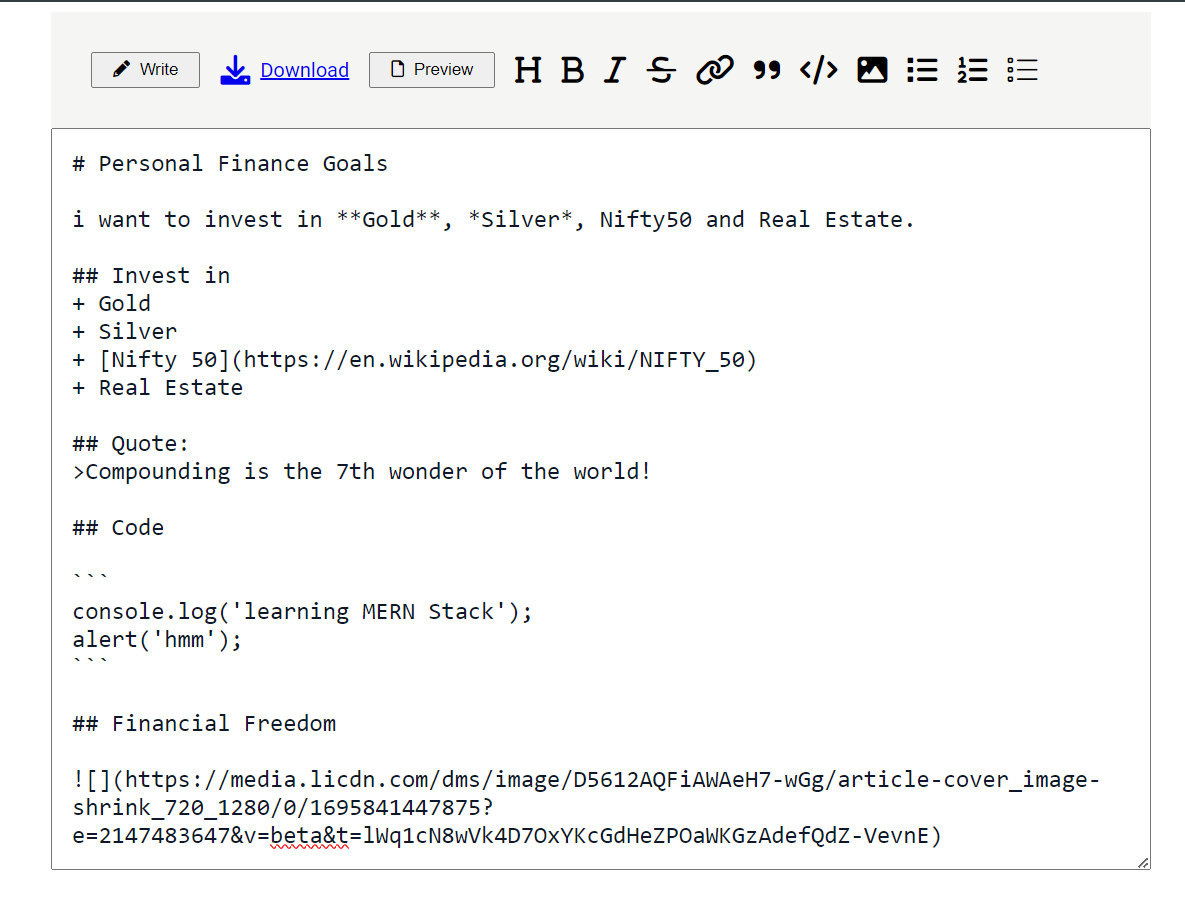 Write Download Preview H B I S
# Personal Finance Goals
i want to invest in **Gold**, *Silver*, Nifty50 and Real Estate.
## Invest in
+ Gold
+ Silver
+ [Nifty 50](https://en.wikipedia.org/wiki/NIFTY_50)
+ Real Estate
## Quote:
>Compounding is the 7th wonder of the world!
## Code
```
console.log('learning MERN Stack');
alert('hmm');
```
## Financial Freedom
![](https://media.licdn.com/dms/image/D5612AQFiAWAeH7-wGg/article-cover_image-
shrink_720_1280/0/1695841447875?
e=2147483647&v=beta&t=lWq1cN8wVk4D7OxYKcGdHeZPOaWKGzAdefQdZ-VevnE)